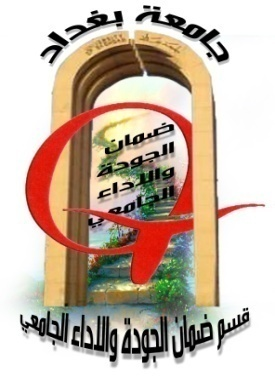 جامعة بغداد
ضمان
الجودة
والاداء
الجامعي
قسم ضمان الجودة والاداء الجامعي